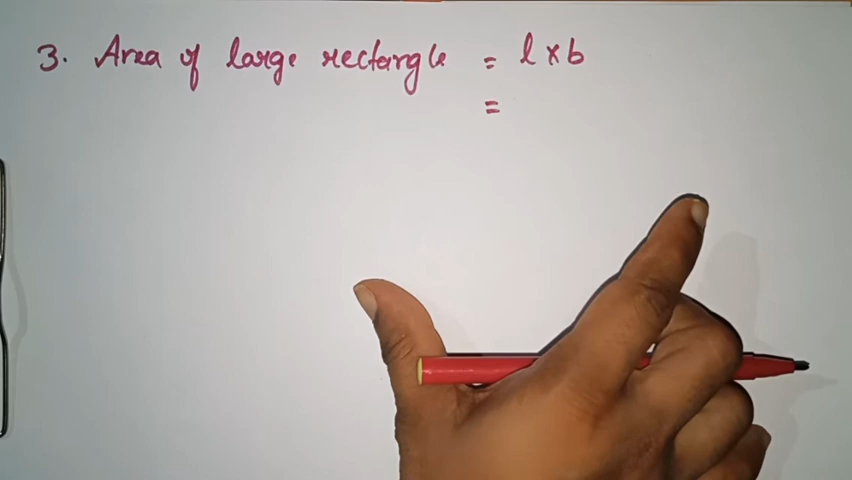 3. Area of large rectangle = l × b
=